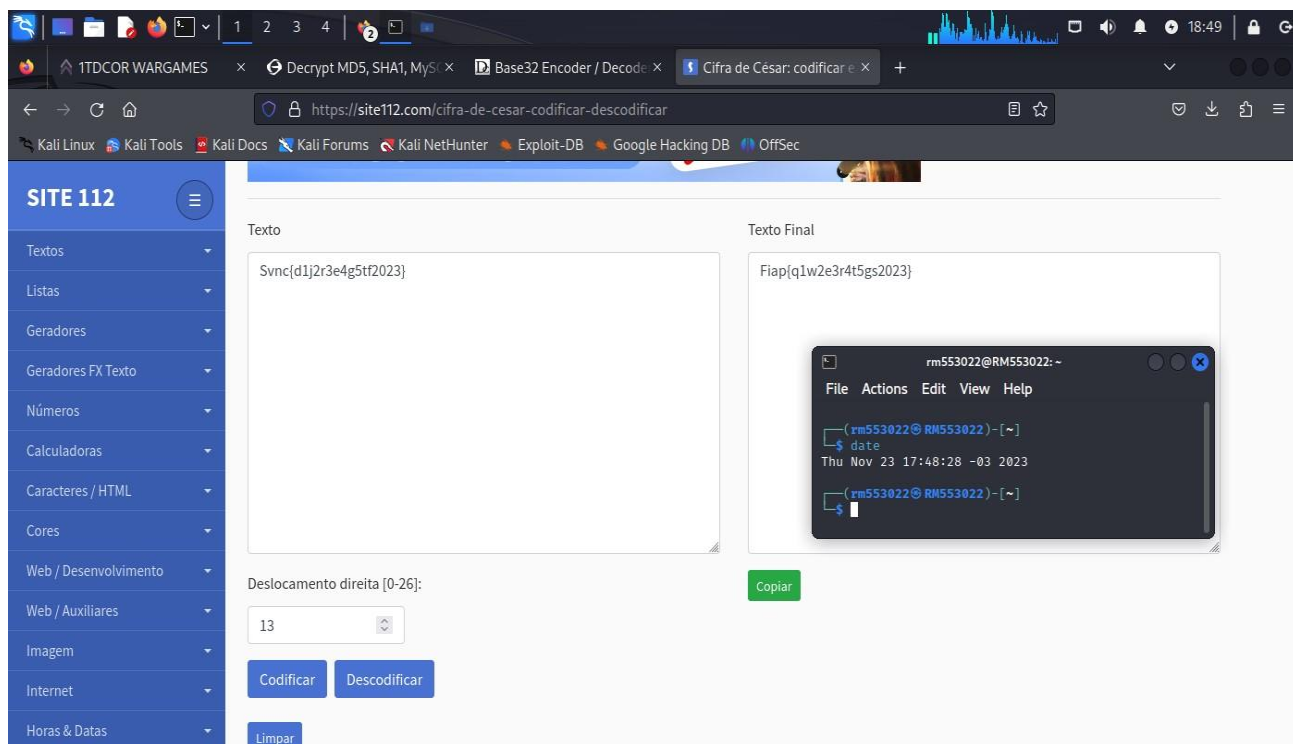 1 2 3 4 2 18:49
1TDCOR WARGAMES Decrypt MD5, SHA1, MyS Base32 Encoder / Decode Cifra de César: codificar e
https://site112.com/cifra-de-cesar-codificar-descodificar
Kali Linux Kali Tools Kali Docs Kali Forums Kali NetHunter Exploit-DB Google Hacking DB OffSec
SITE 112
Textos
Listas
Geradores
Geradores FX Texto
Números
Calculadoras
Caracteres / HTML
Cores
Web / Desenvolvimento
Web / Auxiliares
Imagem
Internet
Horas & Datas
Texto
Svnc{d1j2r3e4g5tf2023}
Deslocamento direita [0-26]:
13
Codificar Descodificar
Limpar
Texto Final
Fiap{q1w2e3r4t5gs2023}
Copiar
rm553022@RM553022: ~
File Actions Edit View Help
┌──(rm553022㉿RM553022)-[~]
└─$ date
Thu Nov 23 17:48:28 -03 2023
┌──(rm553022㉿RM553022)-[~]
└─$